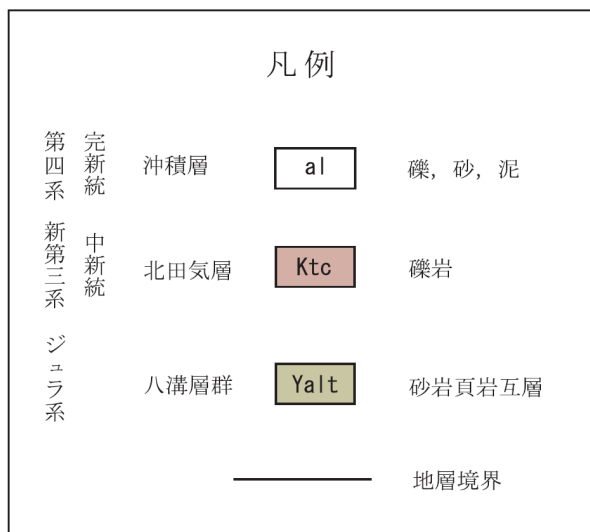 凡例
第四系 完新統 沖積層 al 礫，砂，泥
新第三系 中新統 北田気層 Ktc 礫岩
ジュラ系 八溝層群 Yalt 砂岩頁岩互層
地層境界